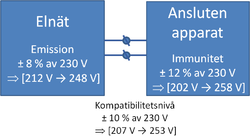 Elnät
Emission
± 8 % av 230 V
⇒ [212 V → 248 V]
Ansluten
apparat
Immunitet
± 12 % av 230 V
⇒ [202 V → 258 V]
Kompatibilitetsnivå
± 10 % av 230 V
⇒ [207 V → 253 V]